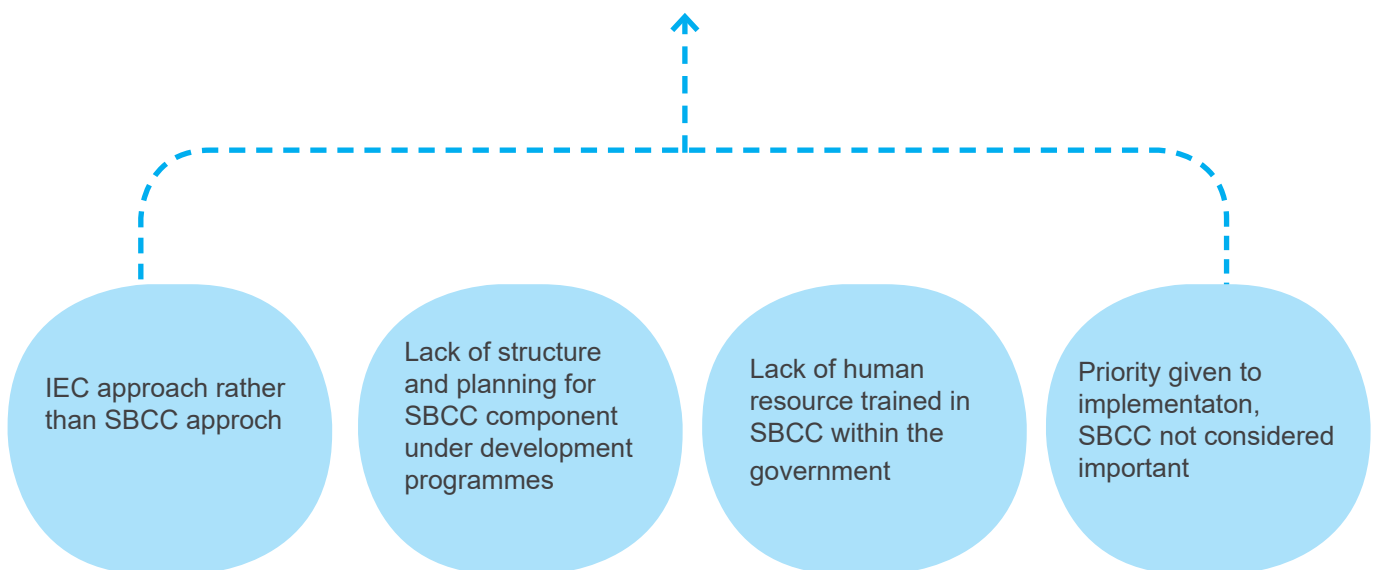 IEC approach rather
than SBCC approch
Lack of structure
and planning for
SBCC component
under development
programmes
Lack of human
resource trained in
SBCC within the
government
Priority given to
implementaton,
SBCC not considered
important